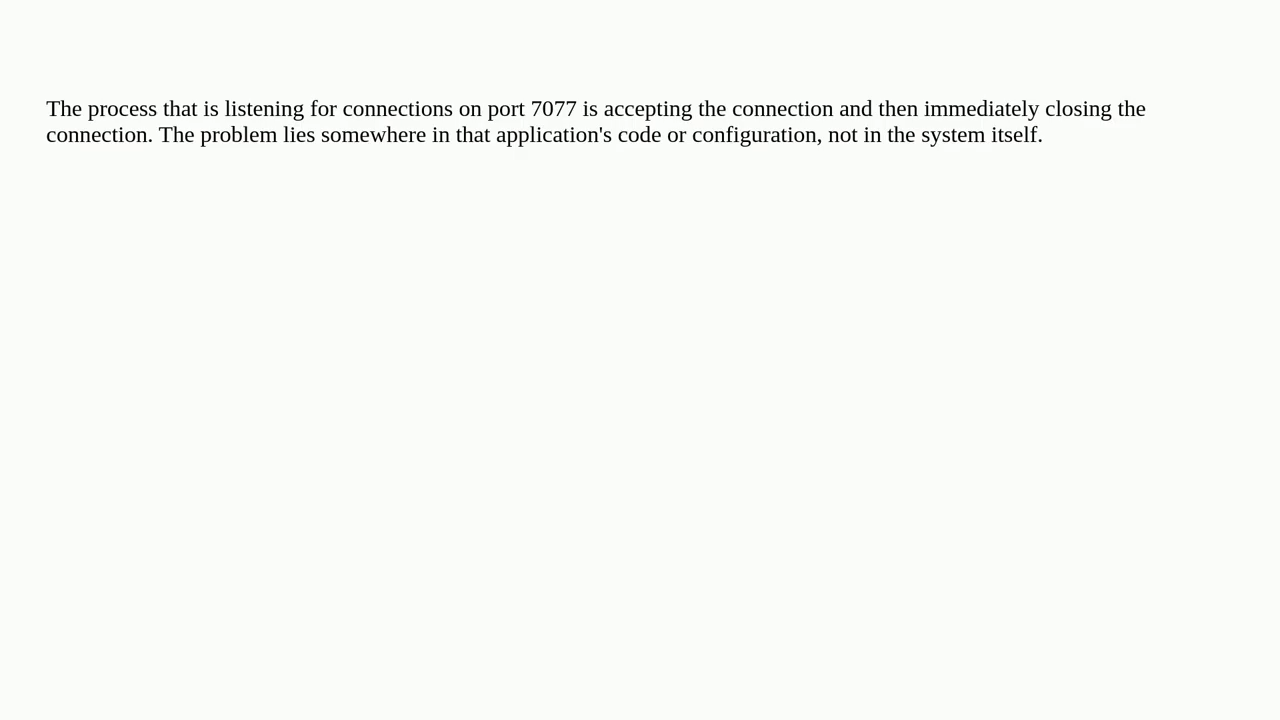 The process that is listening for connections on port 7077 is accepting the connection and then immediately closing the
connection. The problem lies somewhere in that application's code or configuration, not in the system itself.